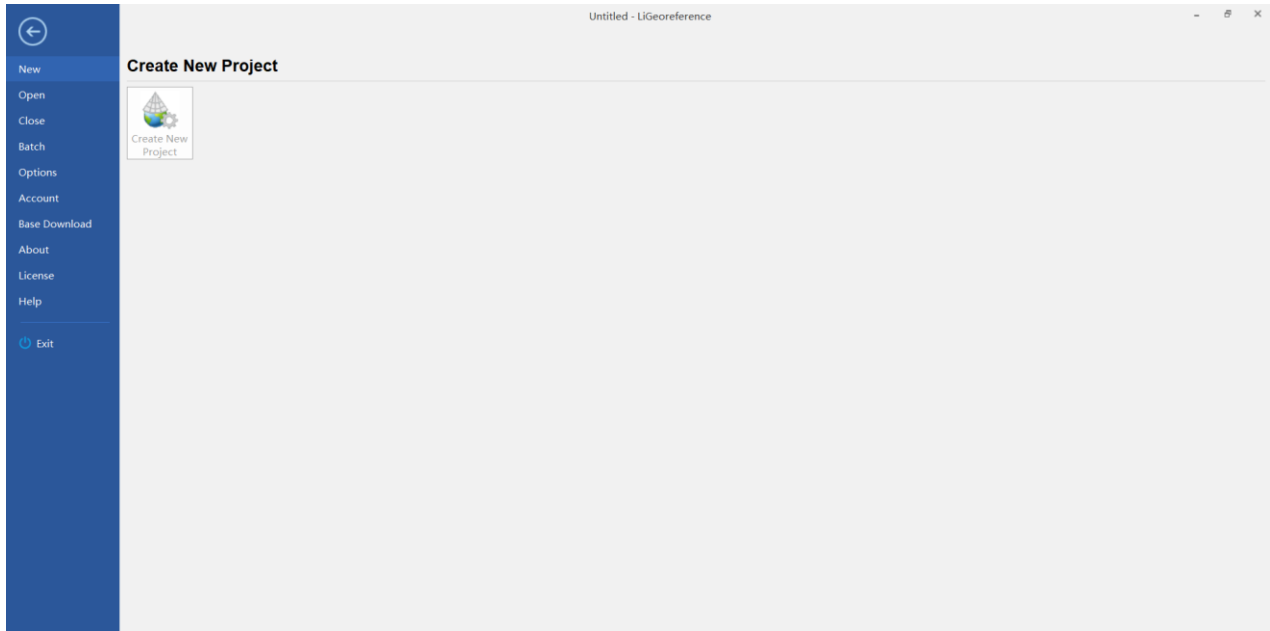 Untitled - LiGeoreference
New
Open
Close
Batch
Options
Account
Base Download
About
License
Help
Exit
Create New Project
Create New
Project